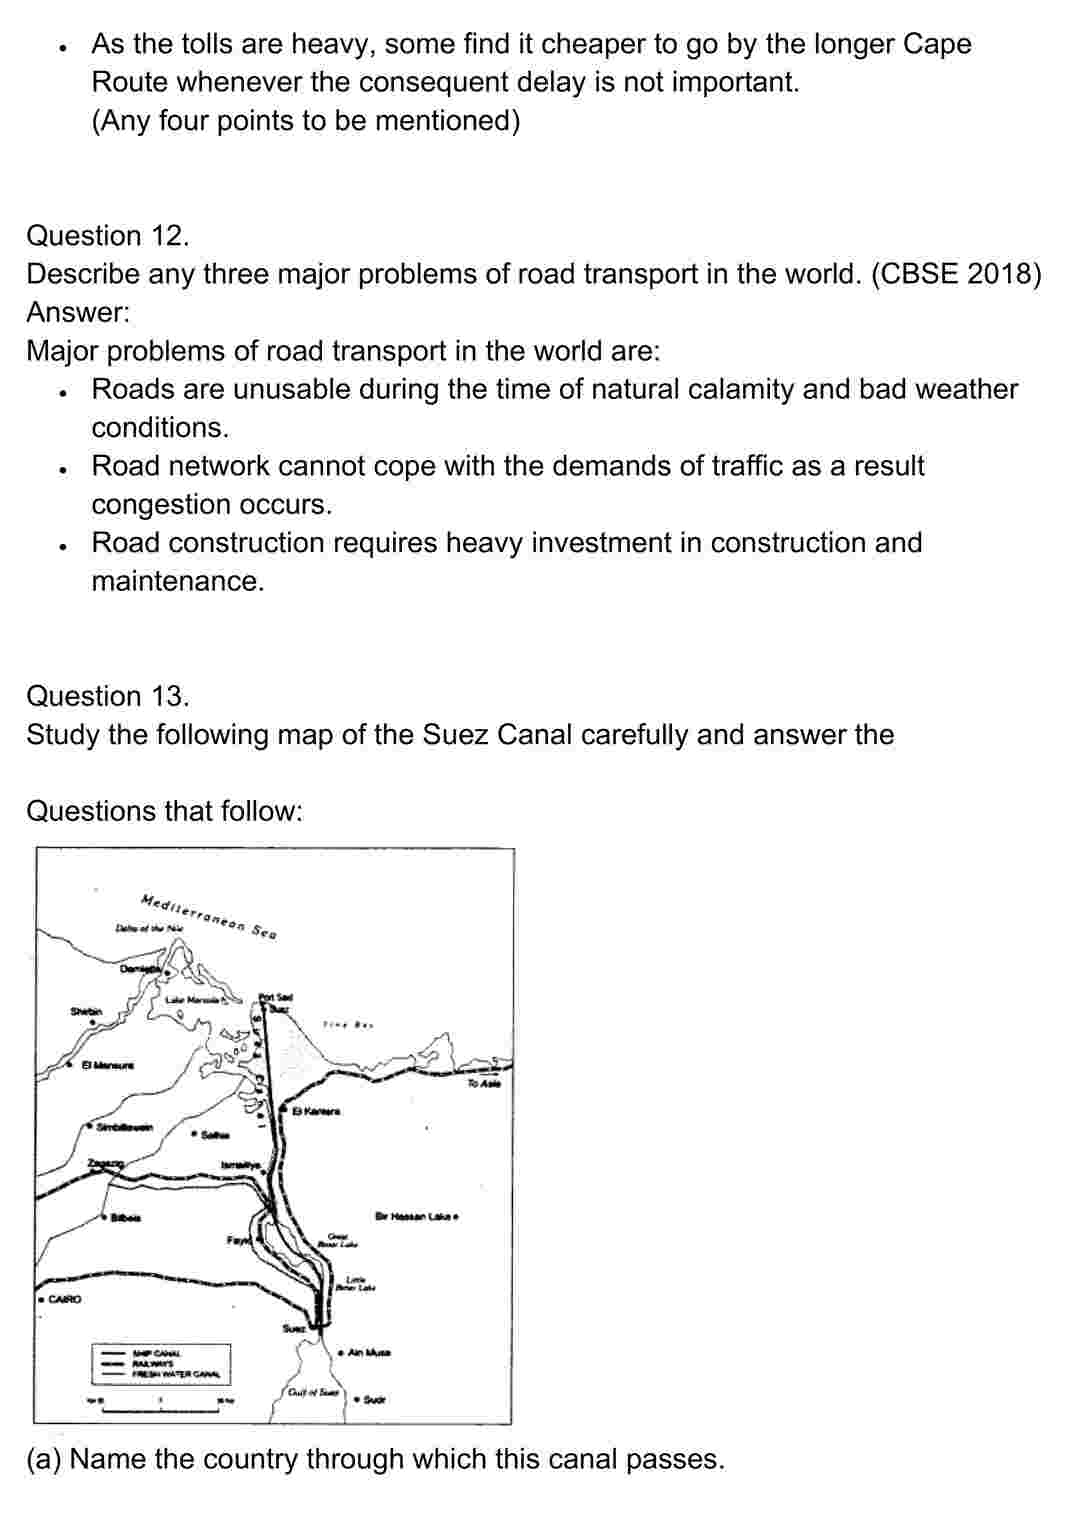 • As the tolls are heavy, some find it cheaper to go by the longer Cape
Route whenever the consequent delay is not important.
(Any four points to be mentioned)
Question 12.
Describe any three major problems of road transport in the world. (CBSE 2018)
Answer:
Major problems of road transport in the world are:
• Roads are unusable during the time of natural calamity and bad weather
conditions.
• Road network cannot cope with the demands of traffic as a result
congestion occurs.
• Road construction requires heavy investment in construction and
maintenance.
Question 13.
Study the following map of the Suez Canal carefully and answer the
Questions that follow:
Mediterranean Sea
Delta of the Nile
Damietta
Lake Manzala
Port Said
Shebin
Tine Bay
El Mansura
To Asia
El Kantara
Simbillawein
Salhia
Zagazig
Ismailiya
Bilbeis
Bir Hassan Lake
Fayid
Great
Bitter Lake
Little
Bitter Lake
CAIRO
Suez
Ain Musa
SHIP CANAL
RAILWAYS
FRESH WATER CANAL
Gulf of Suez
Sudr
(a) Name the country through which this canal passes.